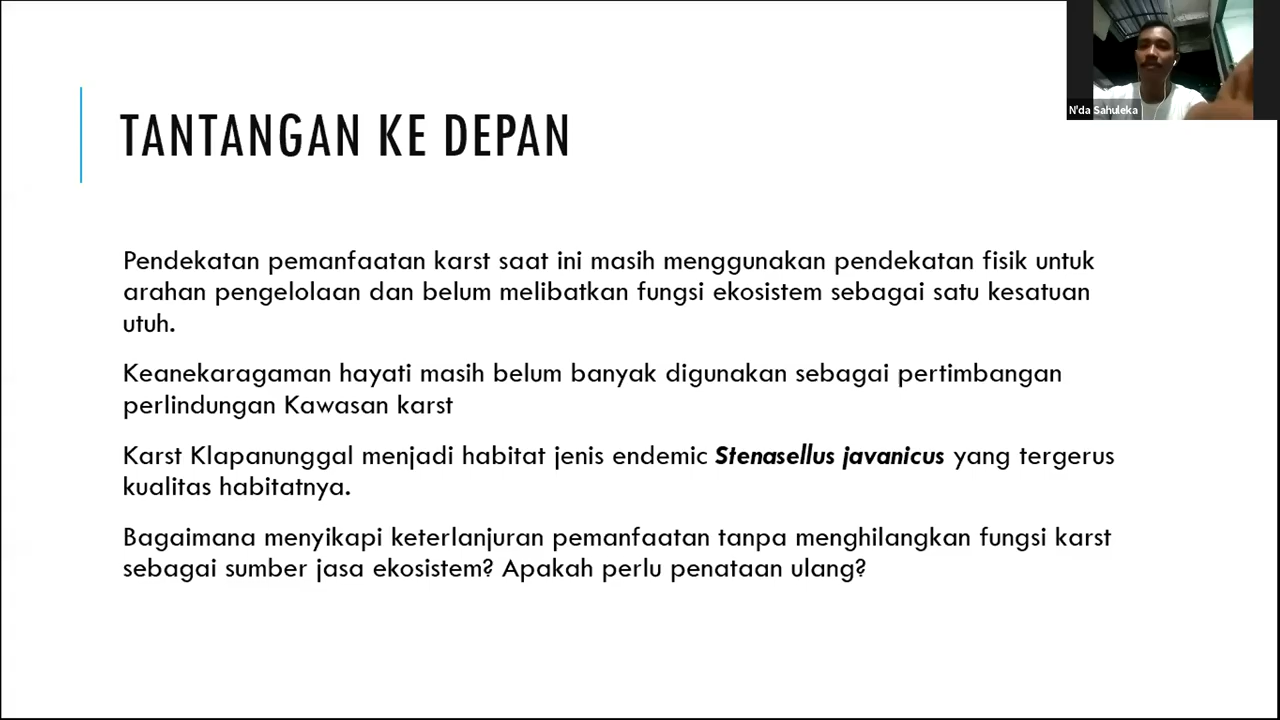 N'da Sahuleka
TANTANGAN KE DEPAN
Pendekatan pemanfaatan karst saat ini masih menggunakan pendekatan fisik untuk
arahan pengelolaan dan belum melibatkan fungsi ekosistem sebagai satu kesatuan
utuh.
Keanekaragaman hayati masih belum banyak digunakan sebagai pertimbangan
perlindungan Kawasan karst
Karst Klapanunggal menjadi habitat jenis endemic Stenasellus javanicus yang tergerus
kualitas habitatnya.
Bagaimana menyikapi keterlanjuran pemanfaatan tanpa menghilangkan fungsi karst
sebagai sumber jasa ekosistem? Apakah perlu penataan ulang?